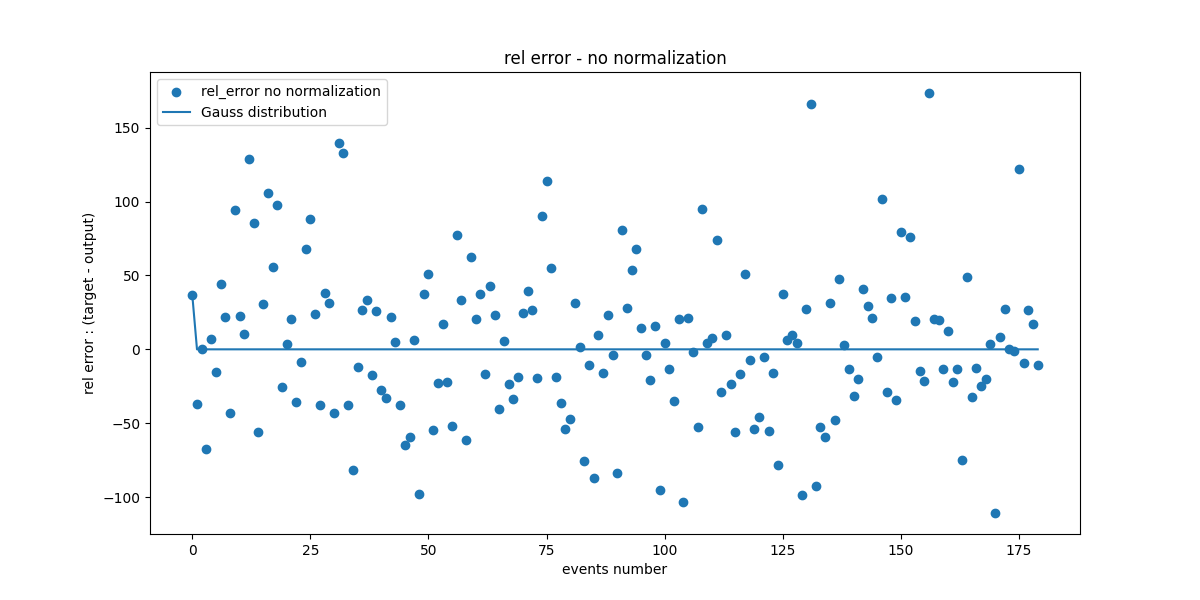 rel error - no normalization
rel_error no normalization
Gauss distribution
rel error : (target - output)
150
100
50
0
−50
−100
0
25
50
75
100
125
150
175
events number